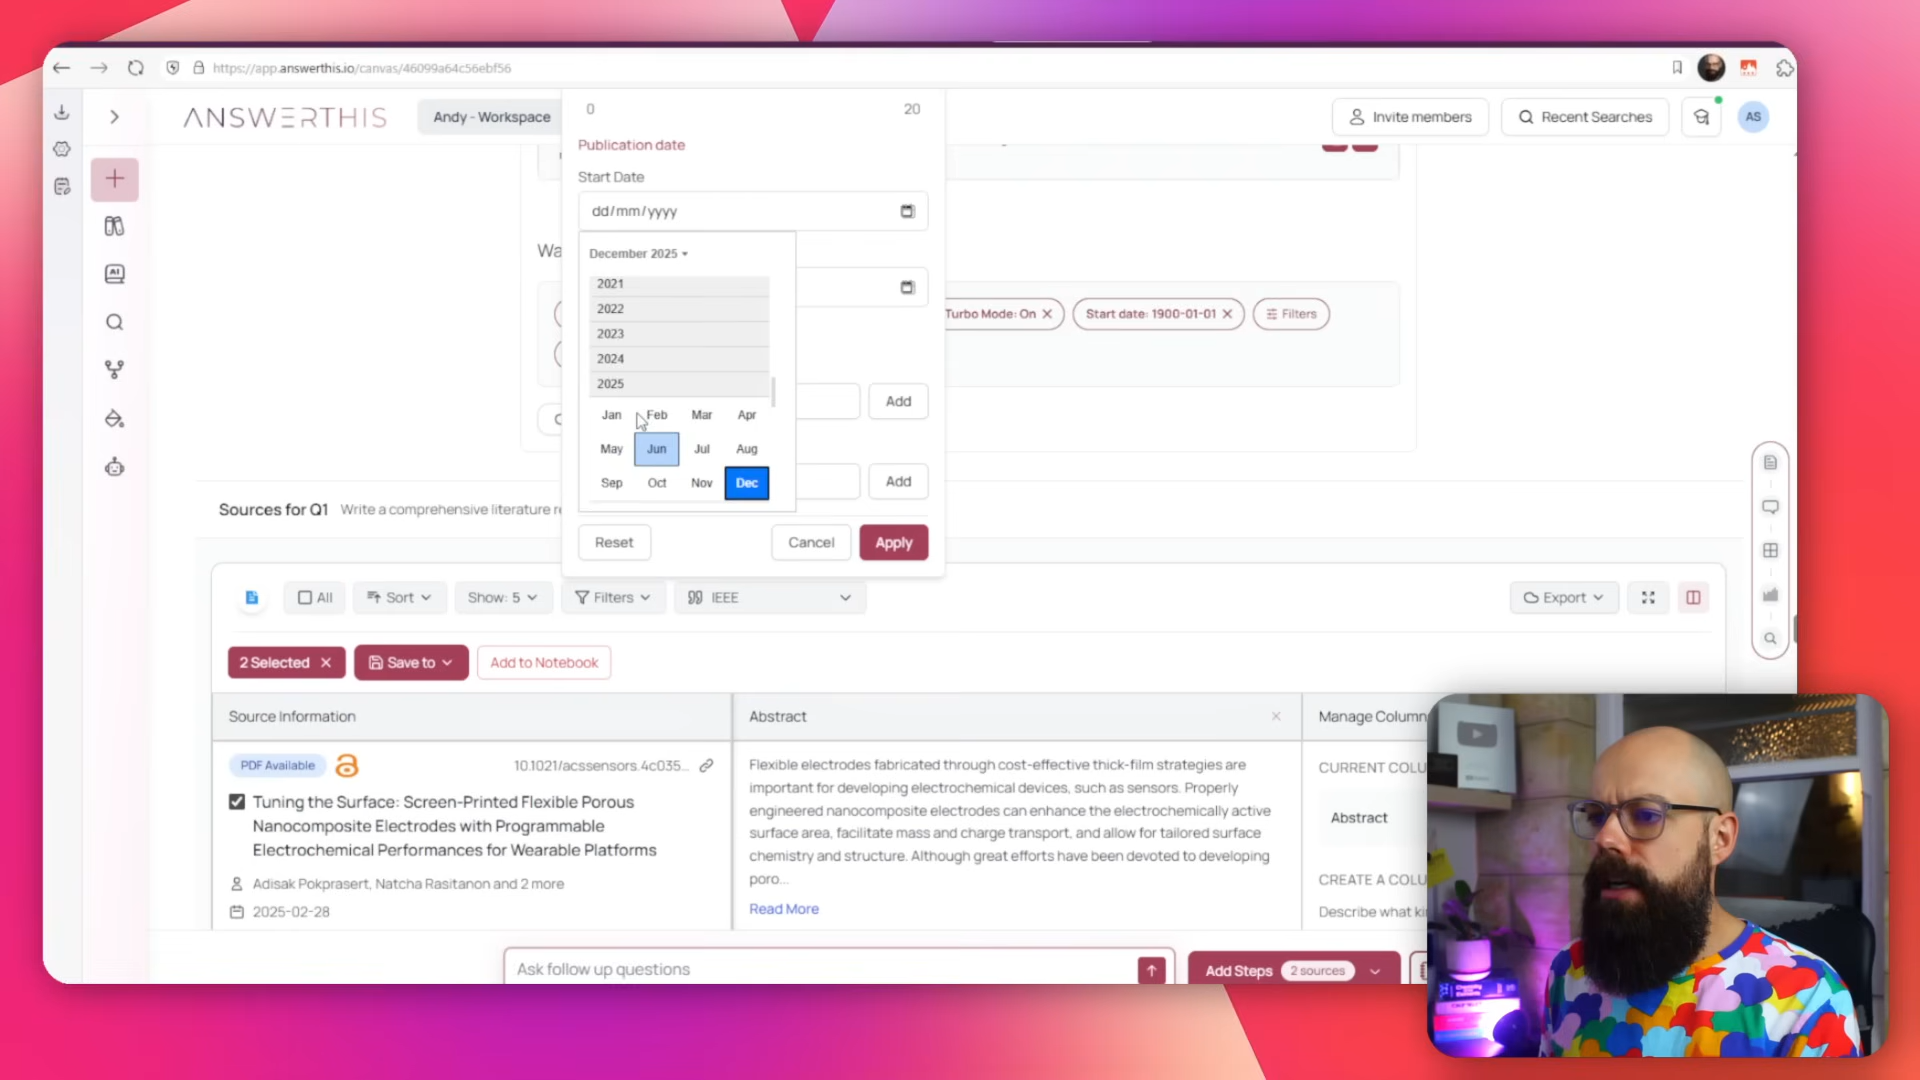 https://app.answerthis.io/canvas/46099a64c56ebf56
ANSWERTHIS
Andy - Workspace
Invite members
Recent Searches
AS
0
20
Publication date
Start Date
dd/mm/yyyy
December 2025
2021
2022
2023
2024
2025
Jan Feb Mar Apr
May Jun Jul Aug
Sep Oct Nov Dec
Wa
Turbo Mode: On
Start date: 1900-01-01
Filters
Add
Add
Reset
Cancel
Apply
Sources for Q1
Write a comprehensive literature re
All
Sort
Show: 5
Filters
IEEE
Export
2 Selected
Save to
Add to Notebook
Source Information
Abstract
Manage Column
PDF Available
10.1021/acssensors.4c035...
Tuning the Surface: Screen-Printed Flexible Porous
Nanocomposite Electrodes with Programmable
Electrochemical Performances for Wearable Platforms
Adisak Pokprasert, Natcha Rasitanon and 2 more
2025-02-28
Flexible electrodes fabricated through cost-effective thick-film strategies are
important for developing electrochemical devices, such as sensors. Properly
engineered nanocomposite electrodes can enhance the electrochemically active
surface area, facilitate mass and charge transport, and allow for tailored surface
chemistry and structure. Although great efforts have been devoted to developing
poro...
Read More
CURRENT COLU
Abstract
CREATE A COLU
Describe what ki
Ask follow up questions
Add Steps
2 sources